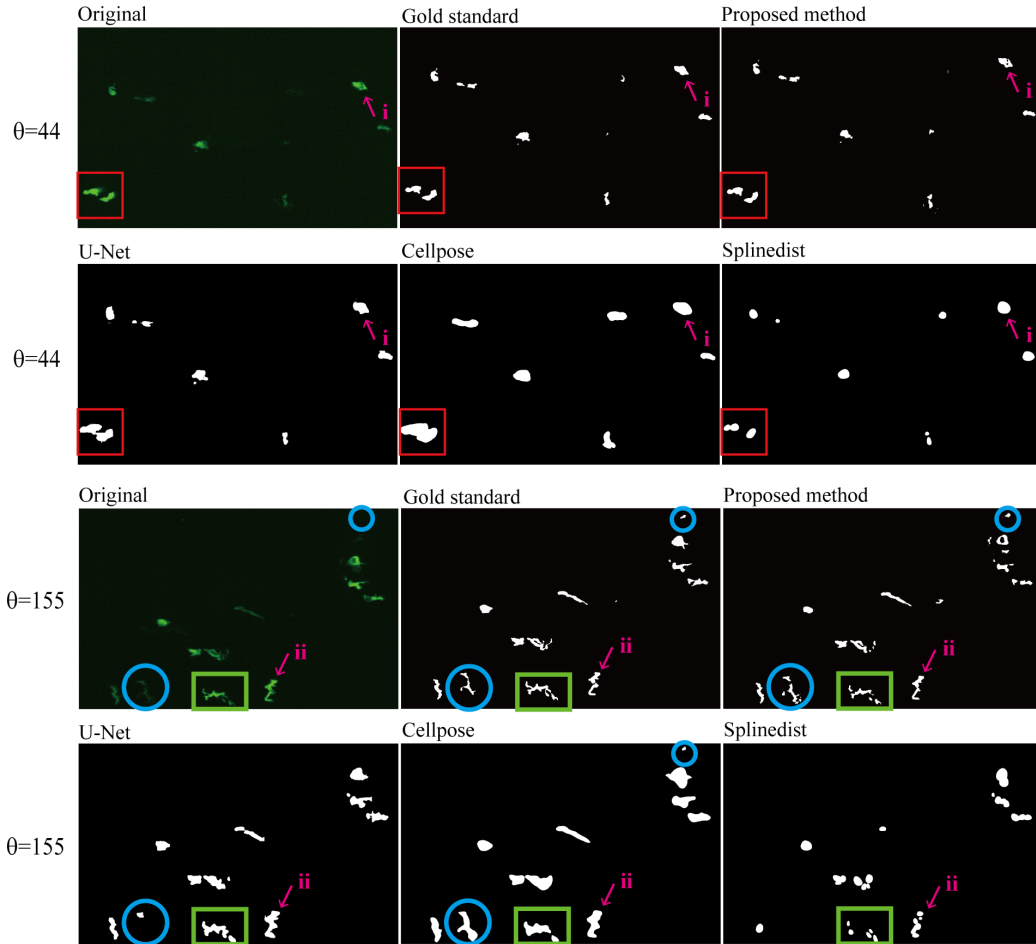 Original Gold standard Proposed method
i i i
θ=44
U-Net Cellpose Splinedist
i i i
θ=44
Original Gold standard Proposed method
θ=155
ii ii ii
U-Net Cellpose Splinedist
θ=155
ii ii ii